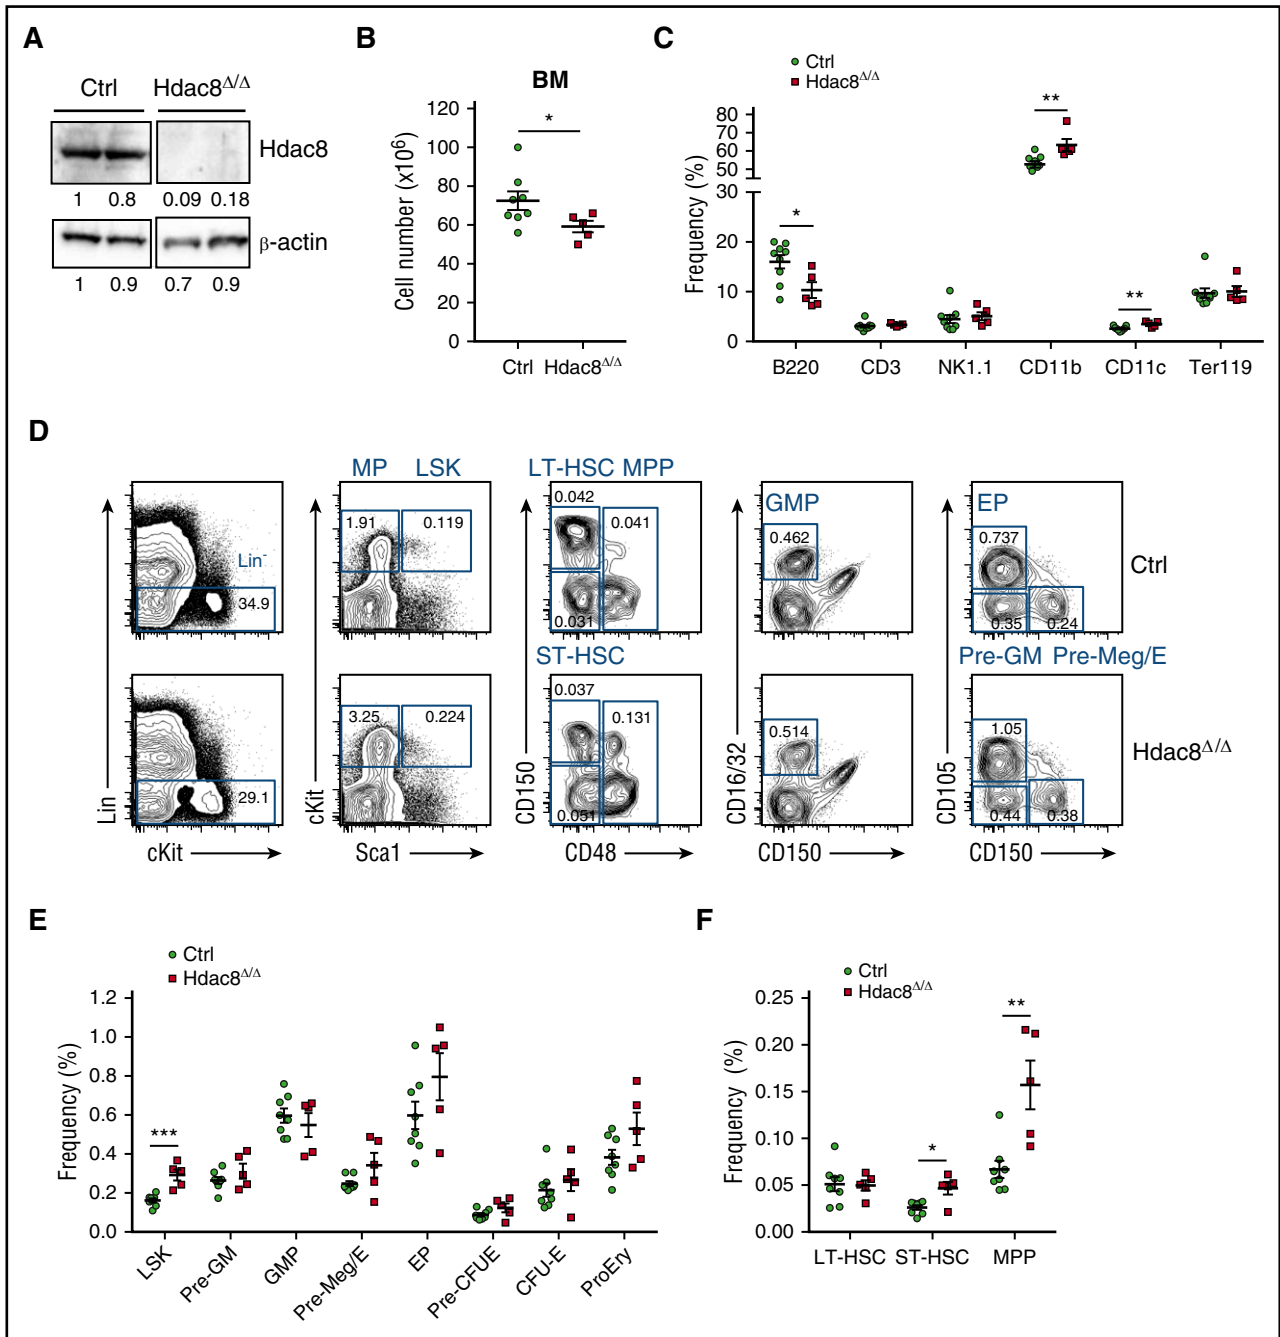 A
Ctrl Hdac8Δ/Δ
Hdac8
1 0.8 0.09 0.18
β-actin
1 0.9 0.7 0.9
B
BM
*
Cell number (x10⁶)
120
100
80
60
40
20
0
Ctrl Hdac8Δ/Δ
C
Ctrl
Hdac8Δ/Δ
Frequency (%)
80
70
60
50
30
20
10
0
* ** **
B220 CD3 NK1.1 CD11b CD11c Ter119
D
MP LSK LT-HSC MPP
GMP EP
Lin⁻
34.9
1.91 0.119
0.042
0.041
0.031
0.462
0.737
0.35 0.24
Ctrl
ST-HSC Pre-GM Pre-Meg/E
29.1
3.25 0.224
0.037
0.131
0.051
0.514
1.05
0.44 0.38
Hdac8Δ/Δ
Lin
cKit
CD150
CD16/32
CD105
cKit Sca1 CD48 CD150 CD150
E
Ctrl
Hdac8Δ/Δ
Frequency (%)
1.2
1.0
0.8
0.6
0.4
0.2
0.0
***
LSK Pre-GM GMP Pre-Meg/E EP Pre-CFUE CFU-E ProEry
F
Ctrl
Hdac8Δ/Δ
Frequency (%)
0.25
0.20
0.15
0.10
0.05
0.00
* **
LT-HSC ST-HSC MPP